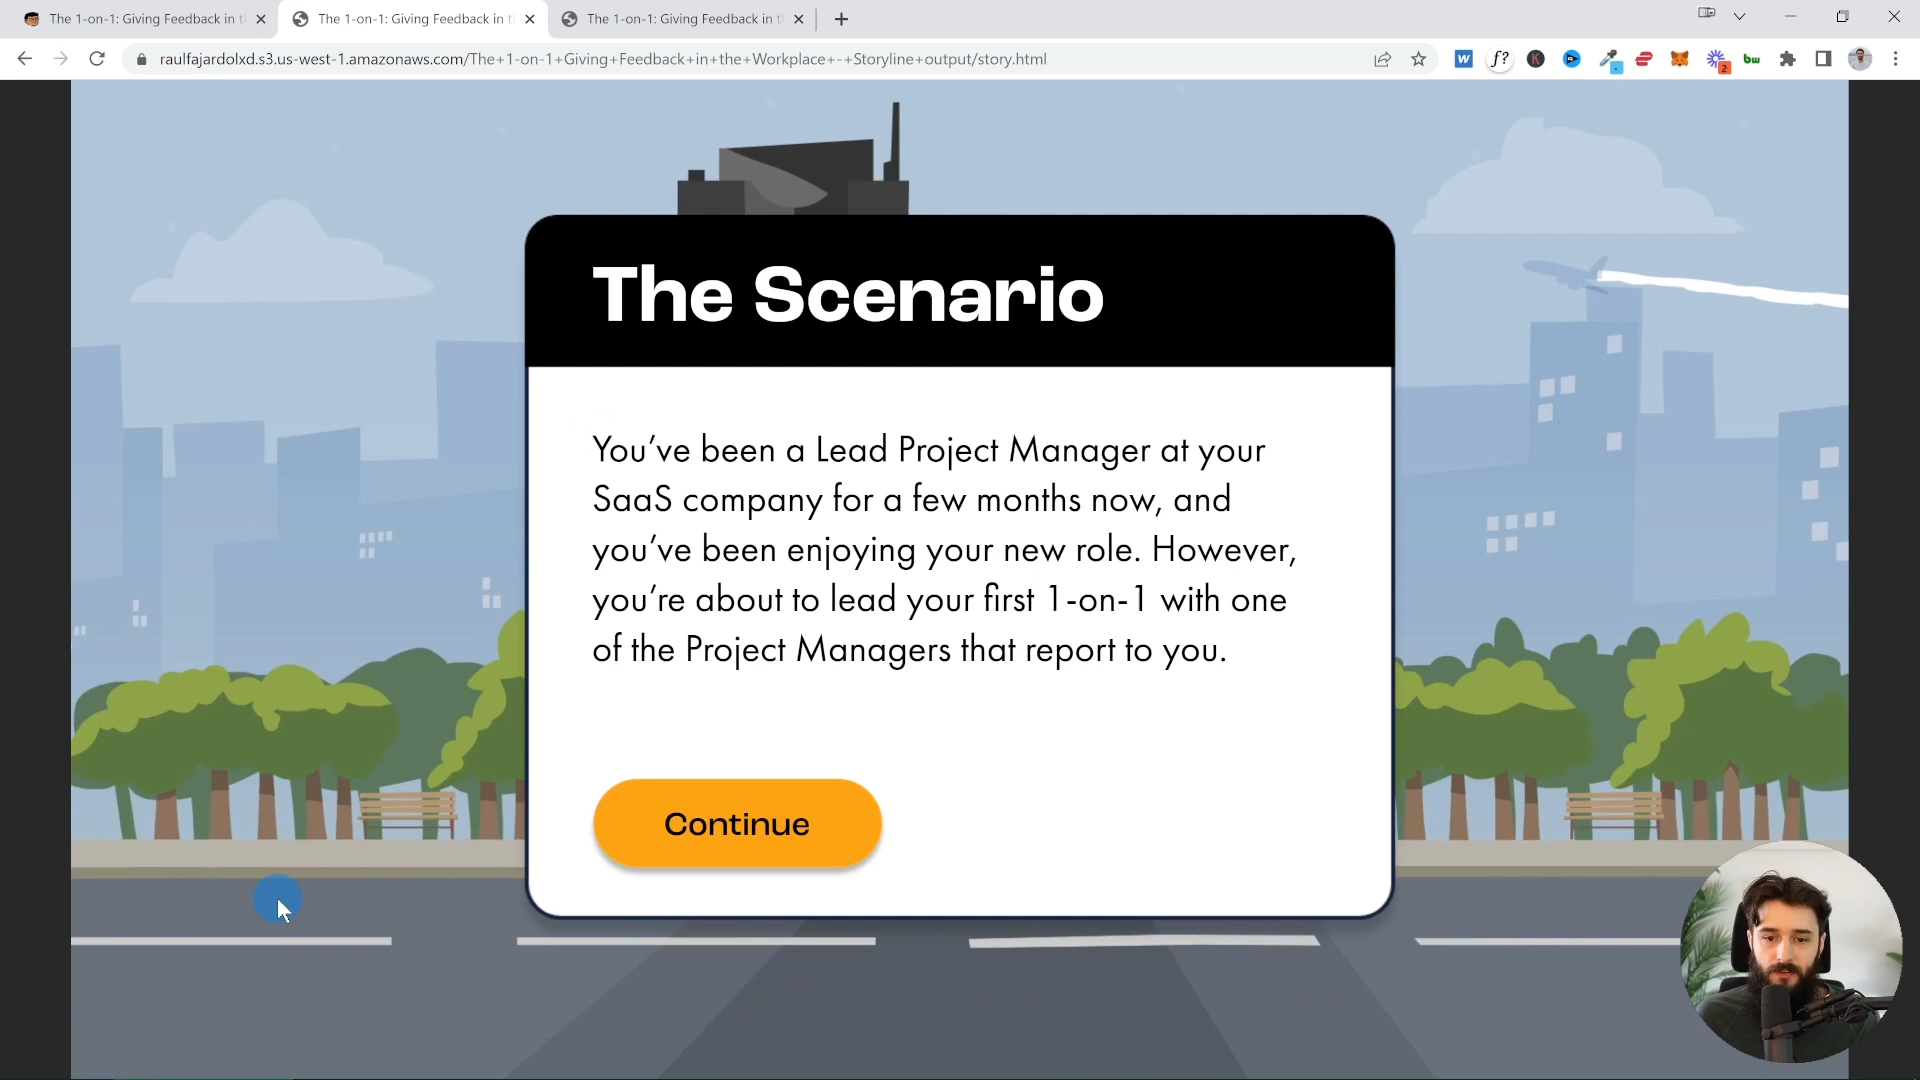 The 1-on-1: Giving Feedback in t
The 1-on-1: Giving Feedback in t
The 1-on-1: Giving Feedback in t
raulfajardolxd.s3.us-west-1.amazonaws.com/The+1-on-1+Giving+Feedback+in+the+Workplace+-+Storyline+output/story.html
W
f?
K
2
bw
The Scenario
You’ve been a Lead Project Manager at your
SaaS company for a few months now, and
you’ve been enjoying your new role. However,
you’re about to lead your first 1-on-1 with one
of the Project Managers that report to you.
Continue